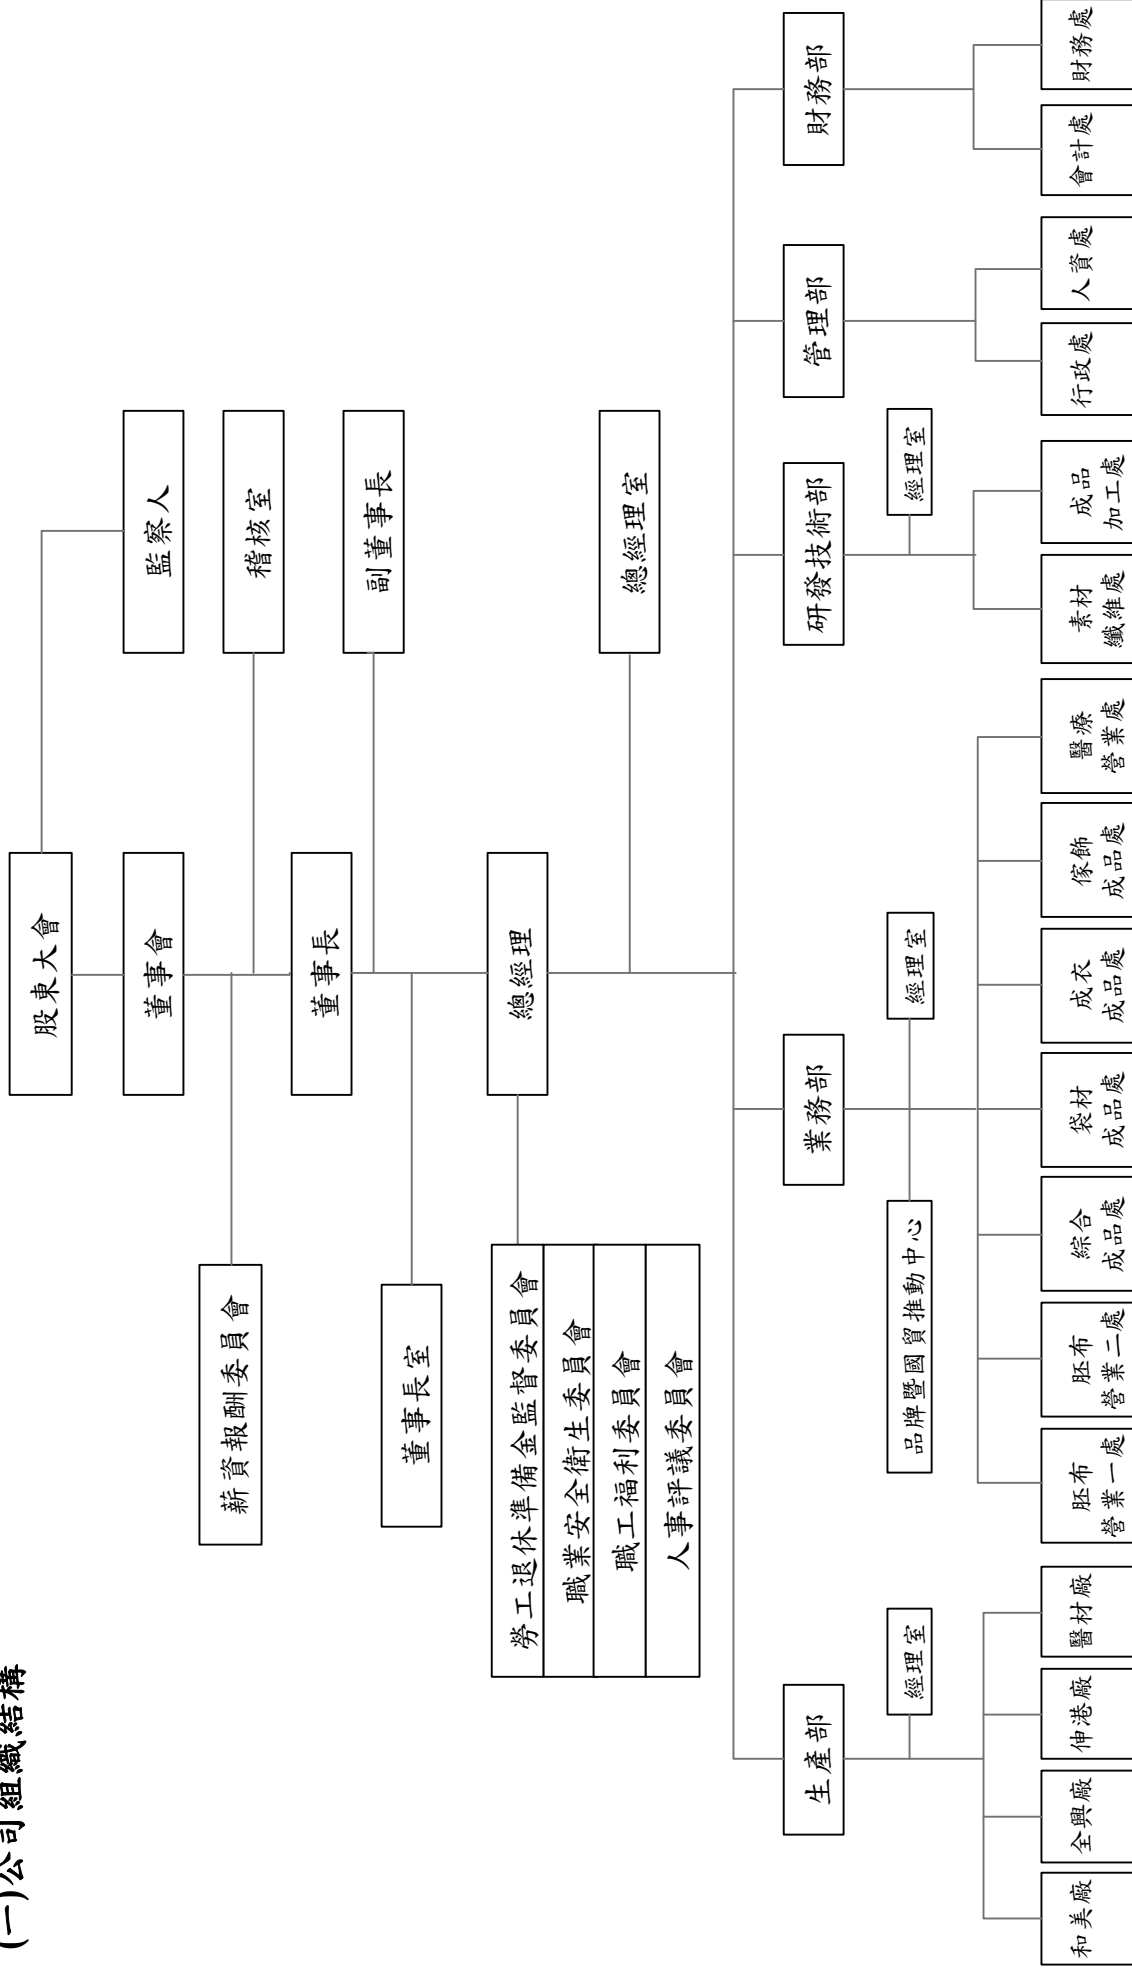 (一)公司組織結構
股東大會
監察人
董事會
薪資報酬委員會
稽核室
董事長
副董事長
董事長室
總經理
勞工退休準備金監督委員會
職業安全衛生委員會
職工福利委員會
人事評議委員會
總經理室
生產部
業務部
研發技術部
管理部
財務部
經理室
品牌暨國貿推動中心
經理室
經理室
和美廠
全興廠
伸港廠
醫材廠
胚布
營業一處
胚布
營業二處
綜合
成品處
袋材
成品處
成衣
成品處
傢飾
成品處
醫療
營業處
素材
纖維處
成品
加工處
行政處
人資處
會計處
財務處